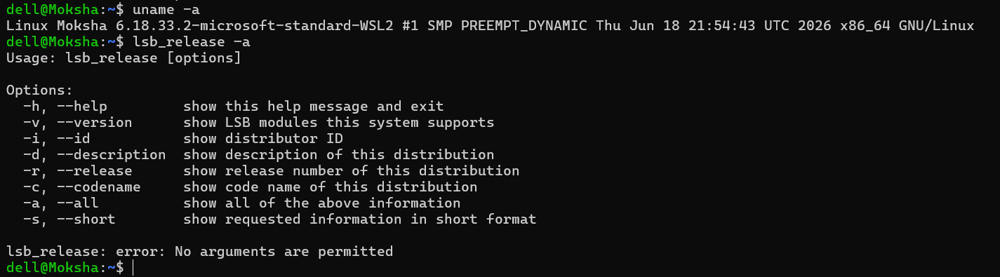 dell@Moksha:~$ uname -a
Linux Moksha 6.18.33.2-microsoft-standard-WSL2 #1 SMP PREEMPT_DYNAMIC Thu Jun 18 21:54:43 UTC 2026 x86_64 GNU/Linux
dell@Moksha:~$ lsb_release –a
Usage: lsb_release [options]

Options:
  -h, --help         show this help message and exit
  -v, --version      show LSB modules this system supports
  -i, --id           show distributor ID
  -d, --description  show description of this distribution
  -r, --release      show release number of this distribution
  -c, --codename     show code name of this distribution
  -a, --all          show all of the above information
  -s, --short        show requested information in short format

lsb_release: error: No arguments are permitted
dell@Moksha:~$